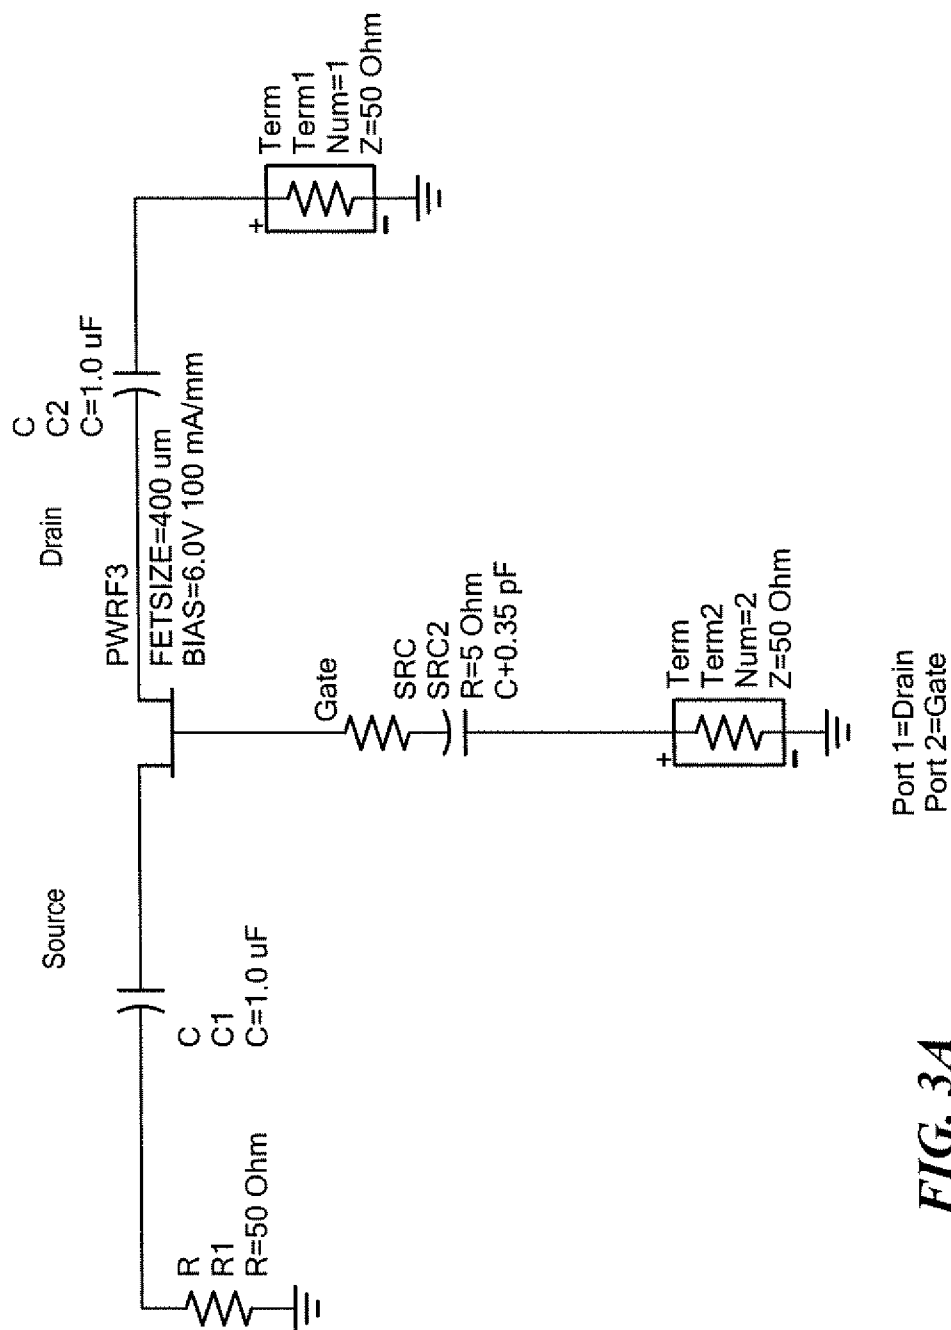 Source
Drain
C
C2
C=1.0 uF
PWRF3
FETSIZE=400 um
BIAS=6.0V 100 mA/mm
R
R1
R=50 Ohm
C
C1
C=1.0 uF
Gate
SRC
SRC2
R=5 Ohm
C+0.35 pF
+
Term
Term1
Num=1
Z=50 Ohm
-
+
Term
Term2
Num=2
Z=50 Ohm
-
Port 1=Drain
Port 2=Gate
FIG. 3A